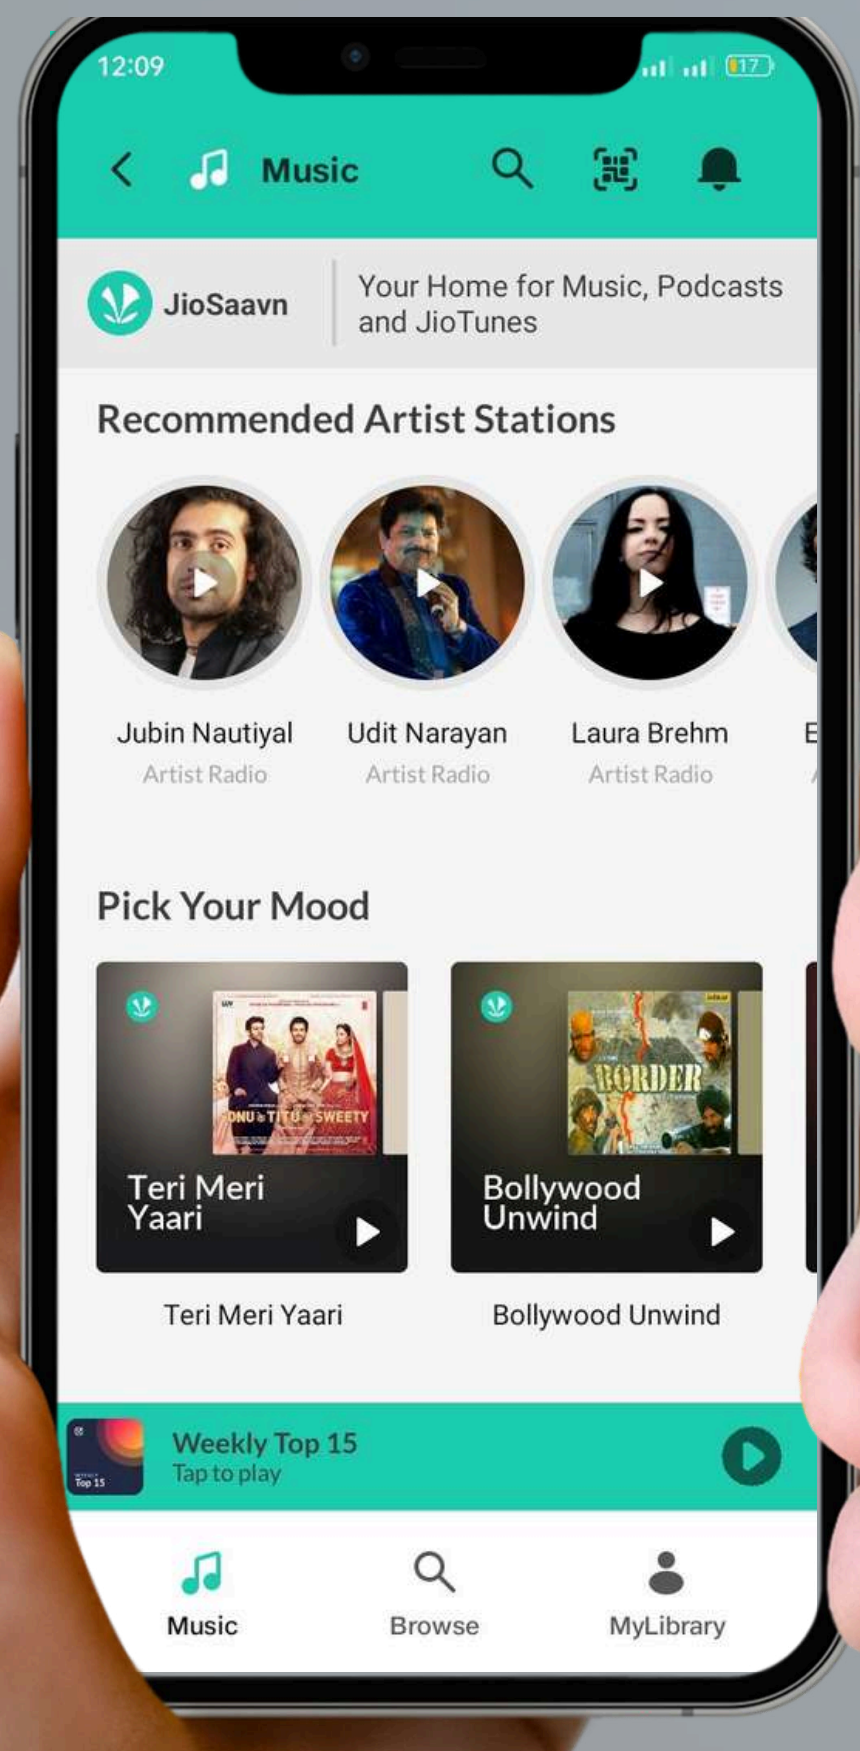 12:09
17
Music
JioSaavn
Your Home for Music, Podcasts
and JioTunes
Recommended Artist Stations
Jubin Nautiyal
Artist Radio
Udit Narayan
Artist Radio
Laura Brehm
Artist Radio
E
Pick Your Mood
SONU के TITU की SWEETY
Teri Meri
Yaari
BORDER
Bollywood
Unwind
Teri Meri Yaari
Bollywood Unwind
WEEKLY
Top 15
Weekly Top 15
Tap to play
Music
Browse
MyLibrary